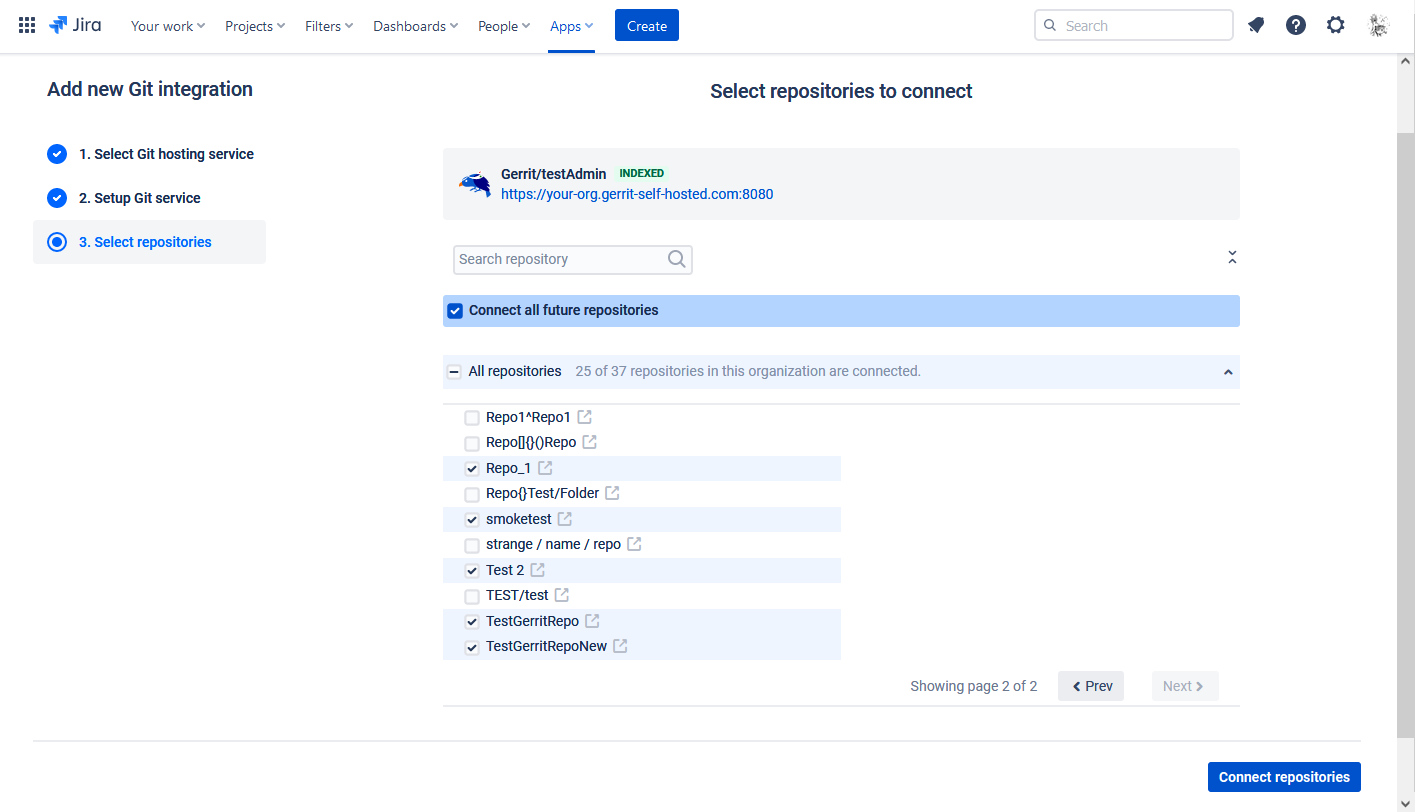 Jira Your work Projects Filters Dashboards People Apps Create Search
Add new Git integration
1. Select Git hosting service
2. Setup Git service
3. Select repositories
Select repositories to connect
Gerrit/testAdmin INDEXED
https://your-org.gerrit-self-hosted.com:8080
Search repository
Connect all future repositories
All repositories 25 of 37 repositories in this organization are connected.
Repo1^Repo1
Repo[]{}()Repo
Repo_1
Repo{}Test/Folder
smoketest
strange / name / repo
Test 2
TEST/test
TestGerritRepo
TestGerritRepoNew
Showing page 2 of 2 Prev Next
Connect repositories